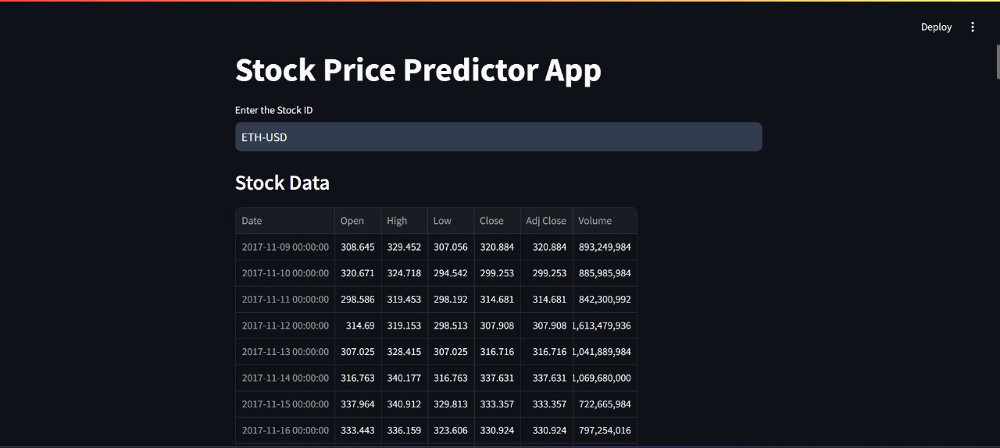 Deploy
Stock Price Predictor App
Enter the Stock ID
ETH-USD
Stock Data
Date Open High Low Close Adj Close Volume
2017-11-09 00:00:00 308.645 329.452 307.056 320.884 320.884 893,249,984
2017-11-10 00:00:00 320.671 324.718 294.542 299.253 299.253 885,985,984
2017-11-11 00:00:00 298.586 319.453 298.192 314.681 314.681 842,300,992
2017-11-12 00:00:00 314.69 319.153 298.513 307.908 307.908 1,613,479,936
2017-11-13 00:00:00 307.025 328.415 307.025 316.716 316.716 1,041,889,984
2017-11-14 00:00:00 316.763 340.177 316.763 337.631 337.631 1,069,680,000
2017-11-15 00:00:00 337.964 340.912 329.813 333.357 333.357 722,665,984
2017-11-16 00:00:00 333.443 336.159 323.606 330.924 330.924 797,254,016